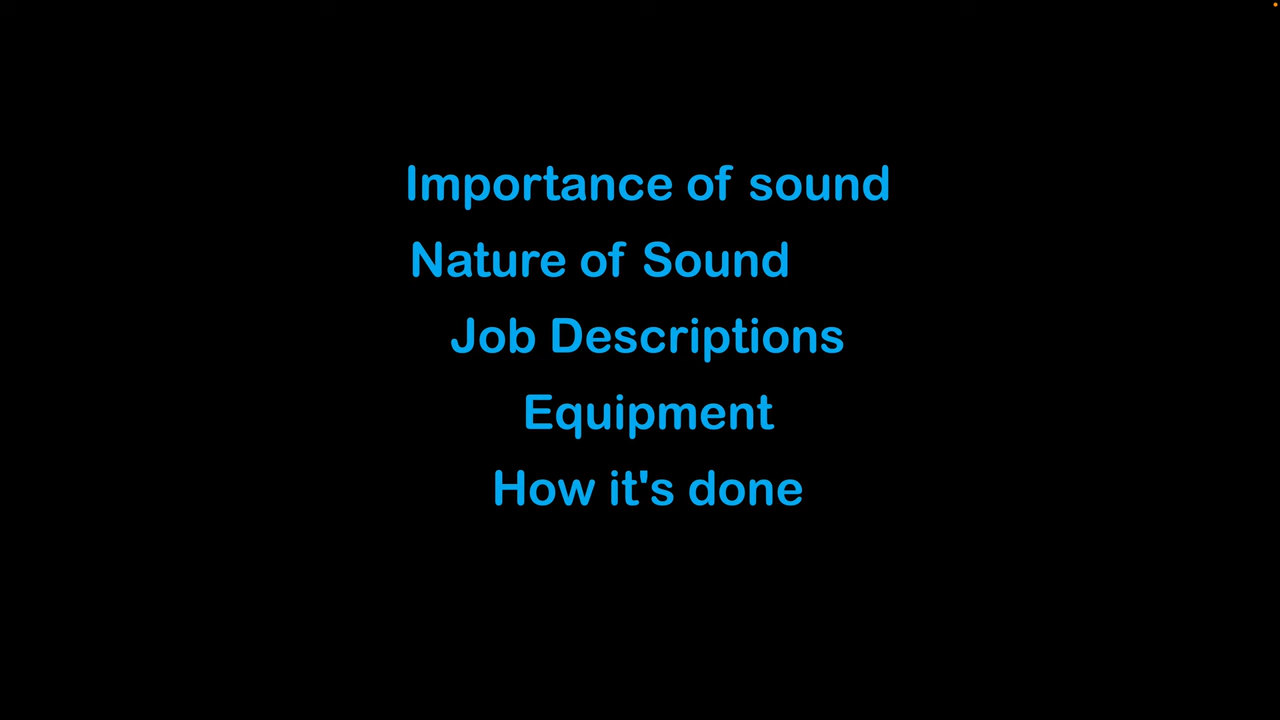 Importance of sound
Nature of Sound
Job Descriptions
Equipment
How it's done